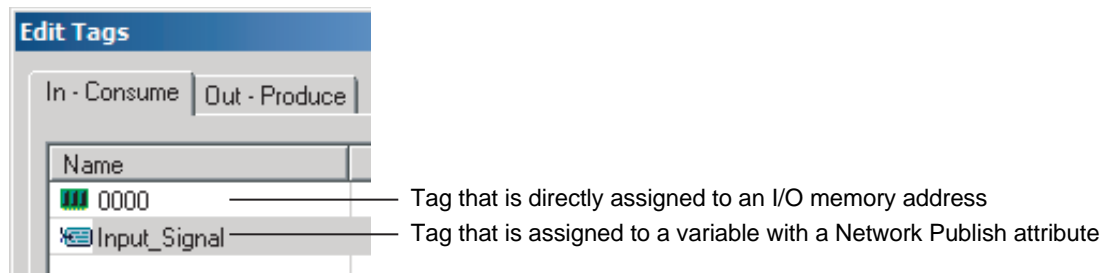 Edit Tags
In - Consume Out - Produce
Name
0000 Tag that is directly assigned to an I/O memory address
Input_Signal Tag that is assigned to a variable with a Network Publish attribute